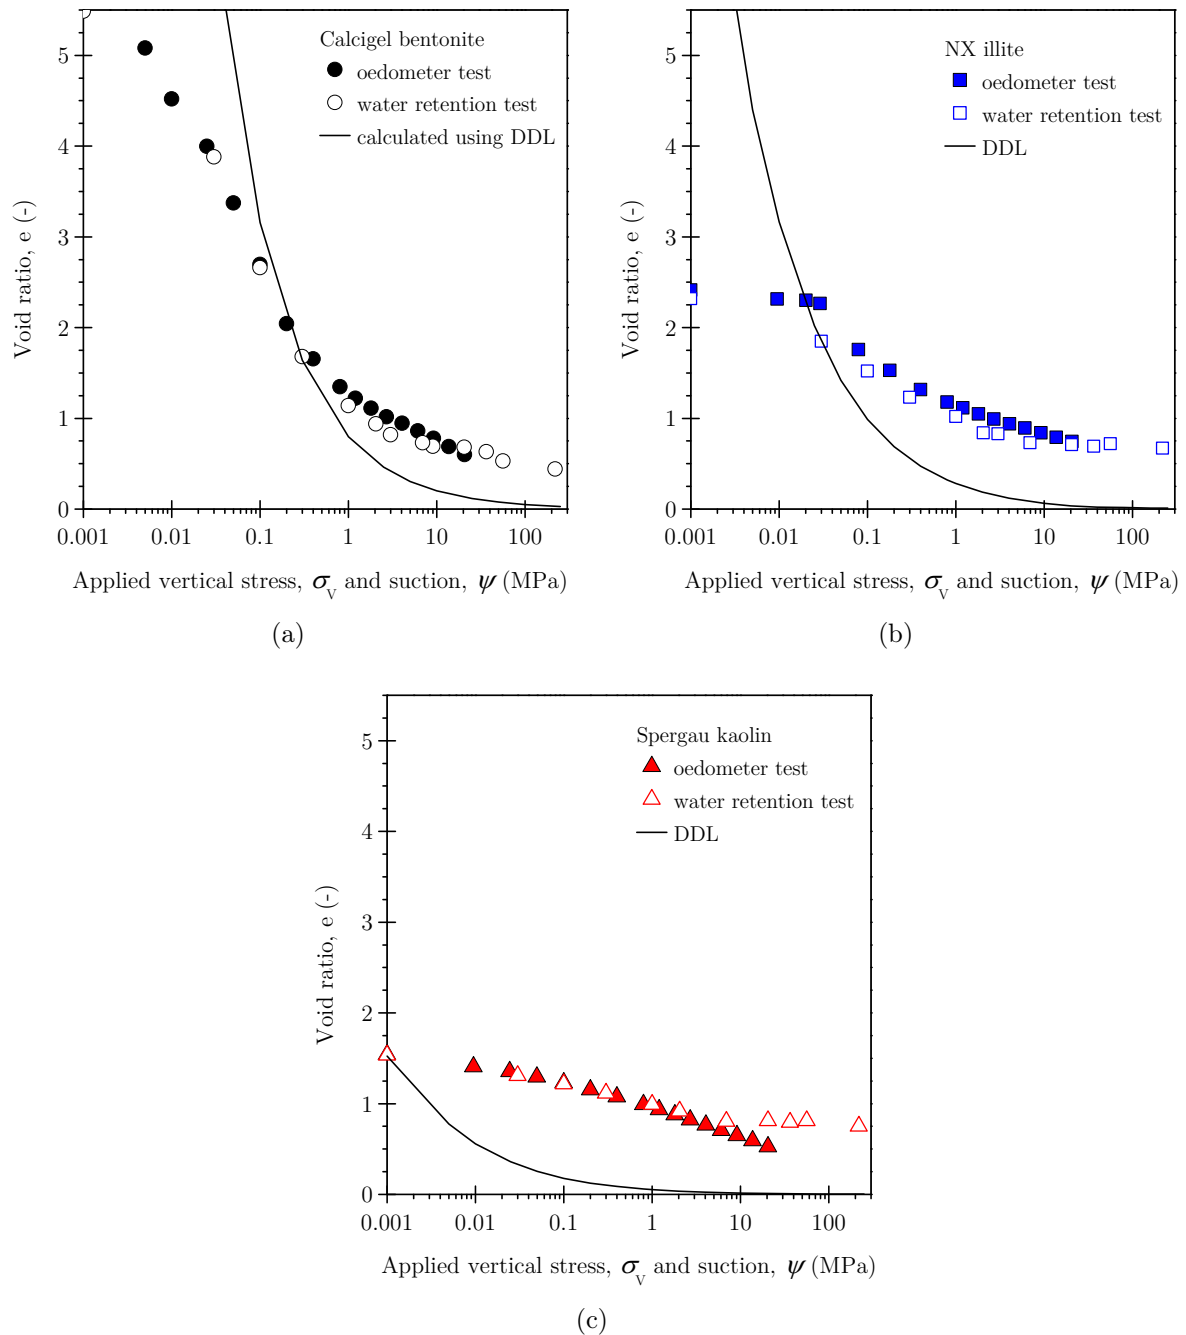 Calcigel bentonite
oedometer test
water retention test
calculated using DDL
Void ratio, e (-)
5
4
3
2
1
0
0.001 0.01 0.1 1 10 100
Applied vertical stress, σV and suction, ψ (MPa)
(a)
NX illite
oedometer test
water retention test
DDL
Void ratio, e (-)
5
4
3
2
1
0
0.001 0.01 0.1 1 10 100
Applied vertical stress, σV and suction, ψ (MPa)
(b)
Spergau kaolin
oedometer test
water retention test
DDL
Void ratio, e (-)
5
4
3
2
1
0
0.001 0.01 0.1 1 10 100
Applied vertical stress, σV and suction, ψ (MPa)
(c)